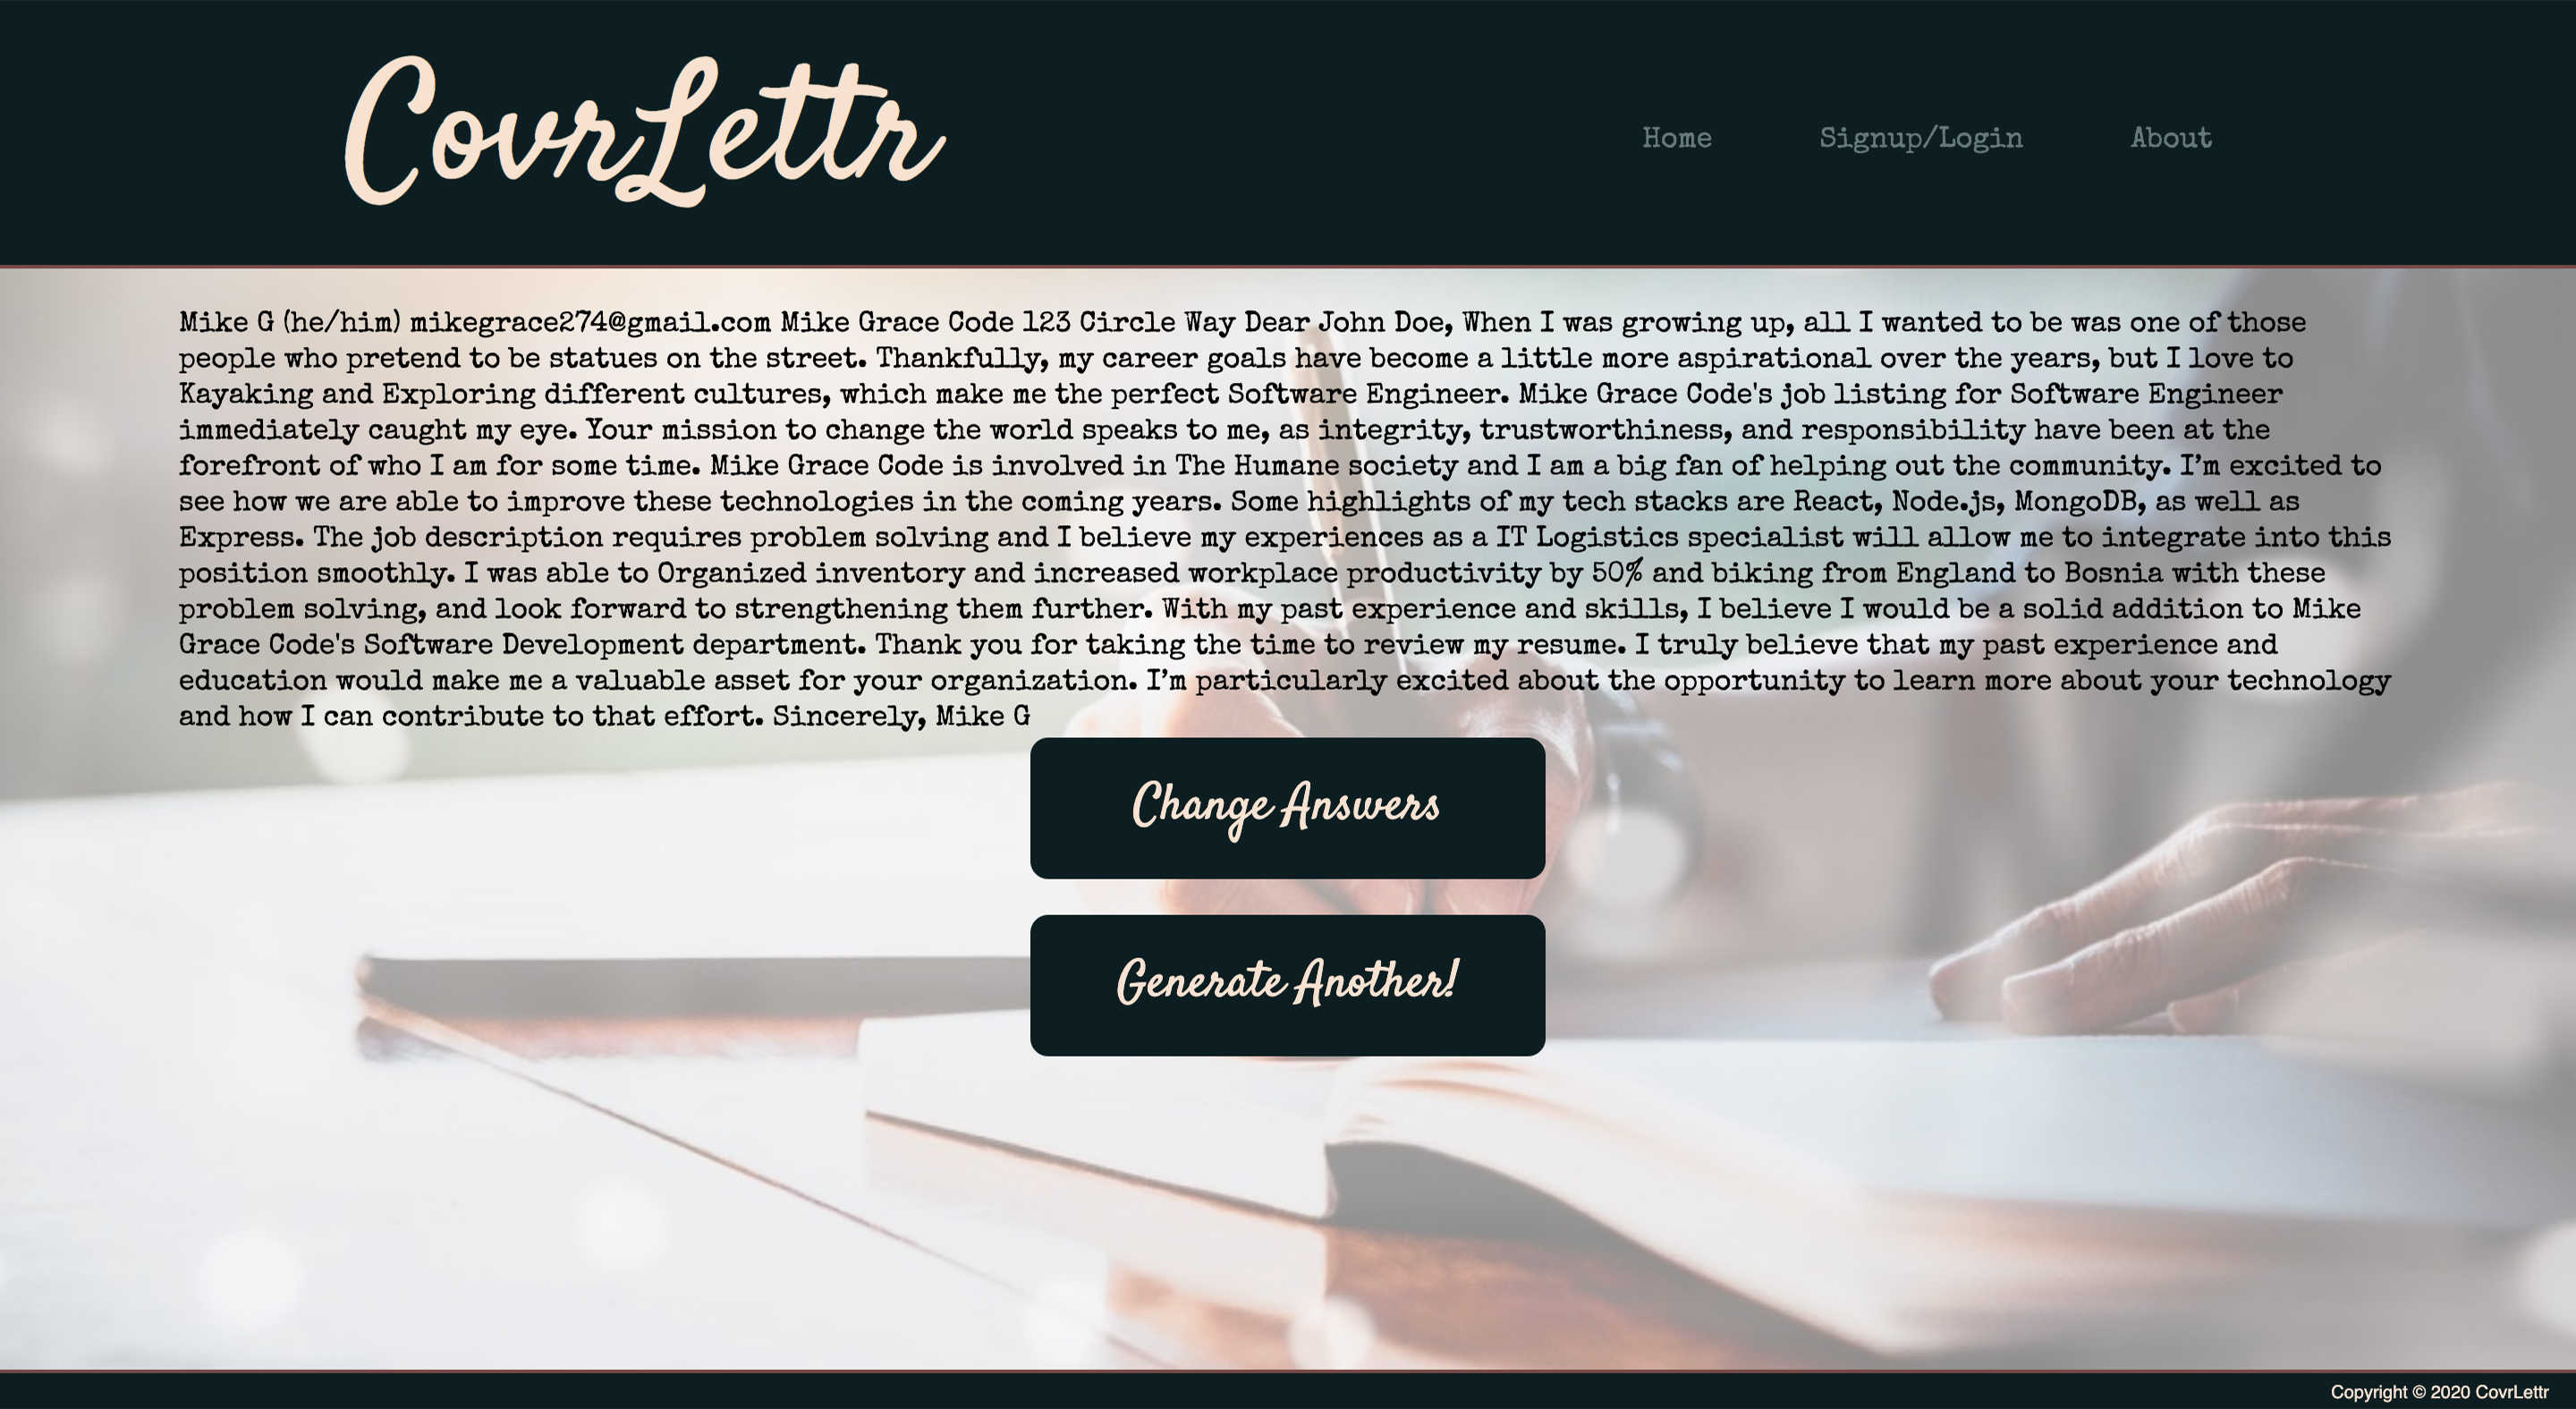 CovrLettr
Home Signup/Login About
Mike G (he/him) mikegrace274@gmail.com Mike Grace Code 123 Circle Way Dear John Doe, When I was growing up, all I wanted to be was one of those
people who pretend to be statues on the street. Thankfully, my career goals have become a little more aspirational over the years, but I love to
Kayaking and Exploring different cultures, which make me the perfect Software Engineer. Mike Grace Code's job listing for Software Engineer
immediately caught my eye. Your mission to change the world speaks to me, as integrity, trustworthiness, and responsibility have been at the
forefront of who I am for some time. Mike Grace Code is involved in The Humane society and I am a big fan of helping out the community. I’m excited to
see how we are able to improve these technologies in the coming years. Some highlights of my tech stacks are React, Node.js, MongoDB, as well as
Express. The job description requires problem solving and I believe my experiences as a IT Logistics specialist will allow me to integrate into this
position smoothly. I was able to Organized inventory and increased workplace productivity by 50% and biking from England to Bosnia with these
problem solving, and look forward to strengthening them further. With my past experience and skills, I believe I would be a solid addition to Mike
Grace Code's Software Development department. Thank you for taking the time to review my resume. I truly believe that my past experience and
education would make me a valuable asset for your organization. I’m particularly excited about the opportunity to learn more about your technology
and how I can contribute to that effort. Sincerely, Mike G
Change Answers
Generate Another!
Copyright © 2020 CovrLettr